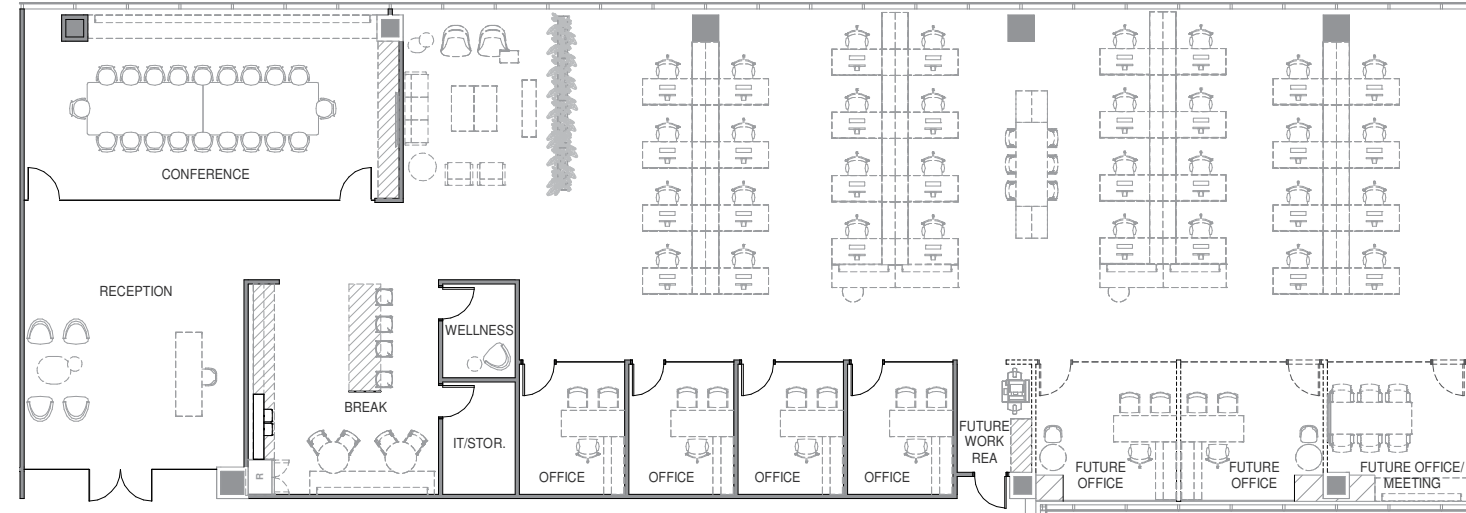 CONFERENCE
RECEPTION
WELLNESS
BREAK
IT/STOR.
OFFICE
OFFICE
OFFICE
OFFICE
FUTURE
WORK
REA
FUTURE
OFFICE
FUTURE
OFFICE
FUTURE OFFICE/
MEETING
R